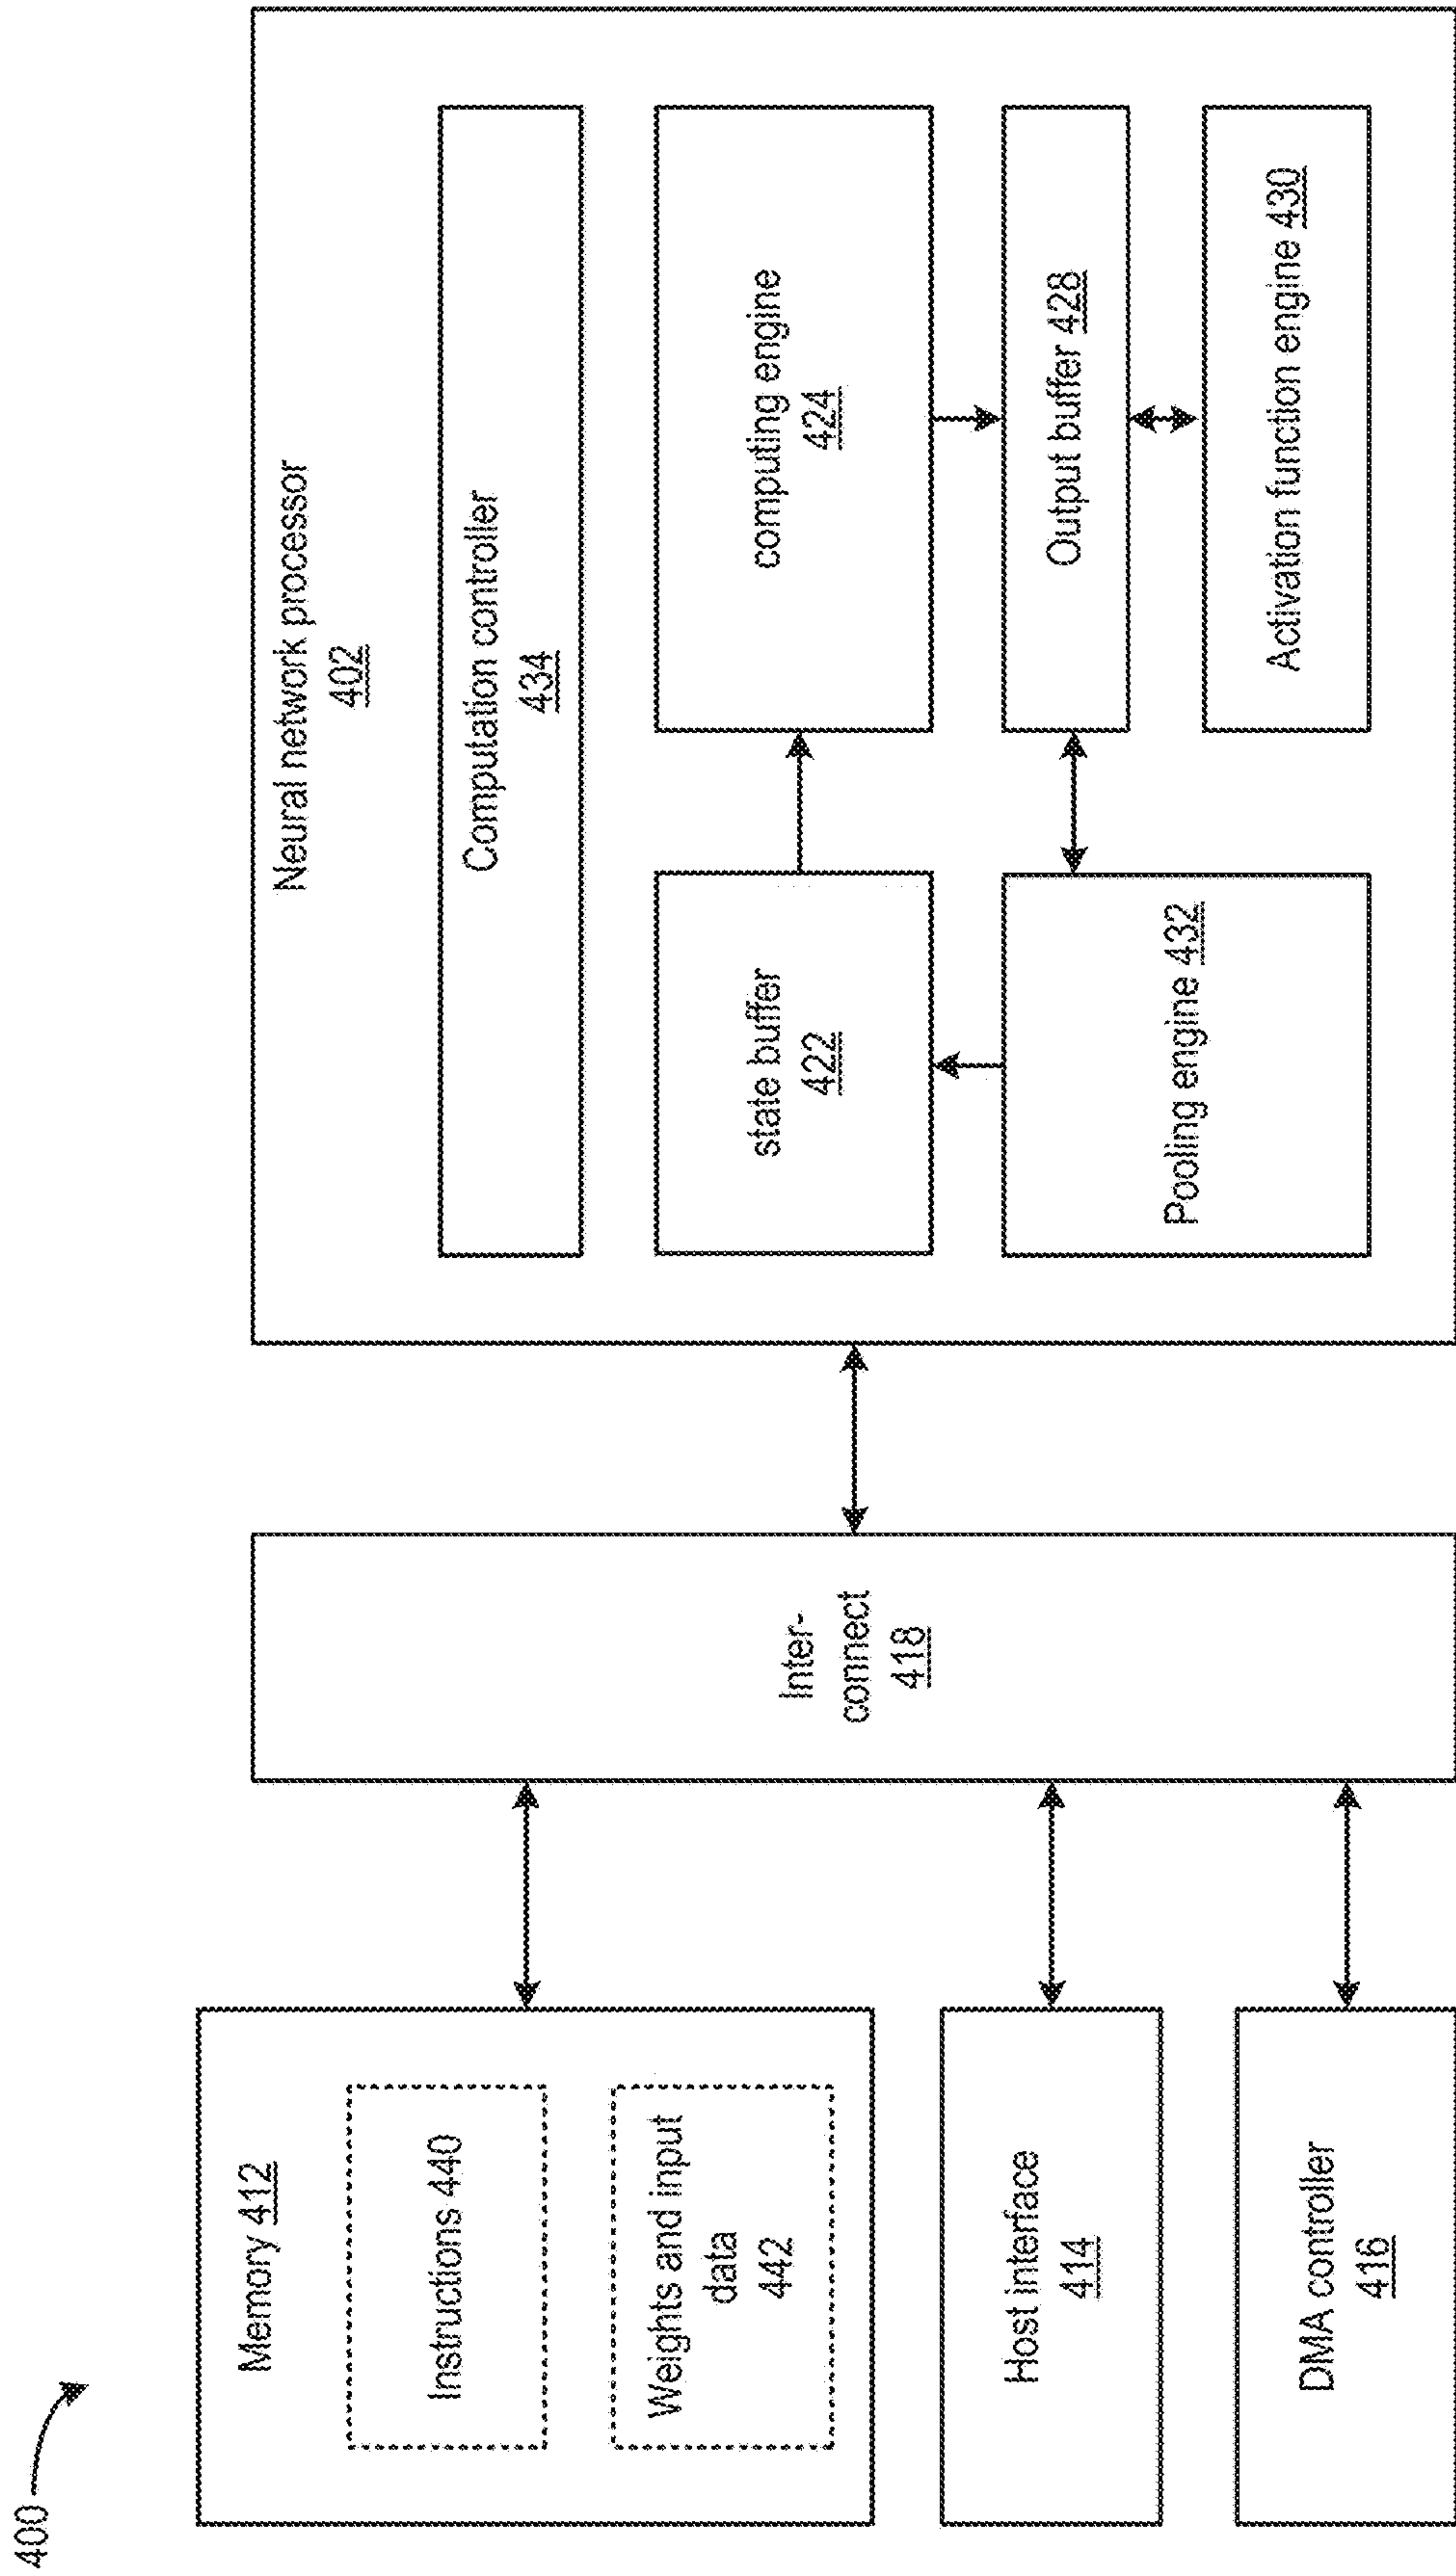 400
Memory 412
Instructions 440
Weights and input
data
442
Host interface
414
DMA controller
416
Inter-
connect
418
Neural network processor
402
Computation controller
434
state buffer
422
computing engine
424
Pooling engine 432
Output buffer 428
Activation function engine 430